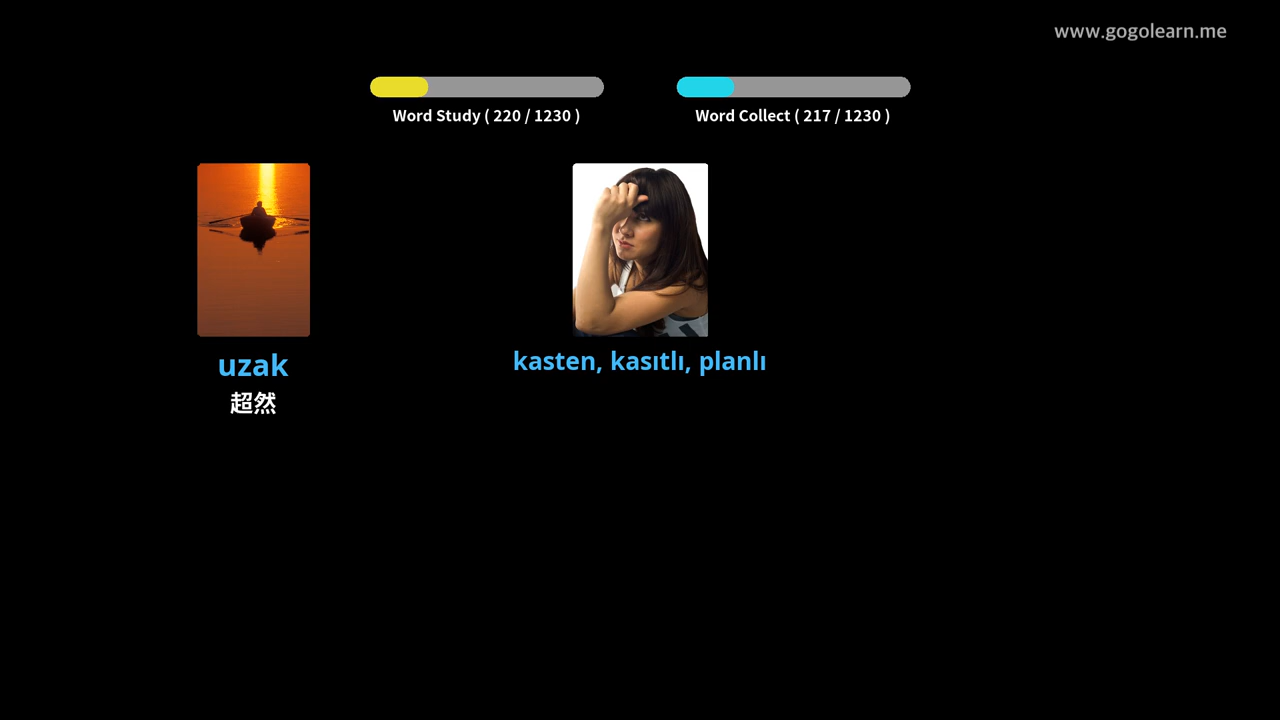 www.gogolearn.me
Word Study ( 220 / 1230 )
Word Collect ( 217 / 1230 )
uzak
超然
kasten, kasıtlı, planlı